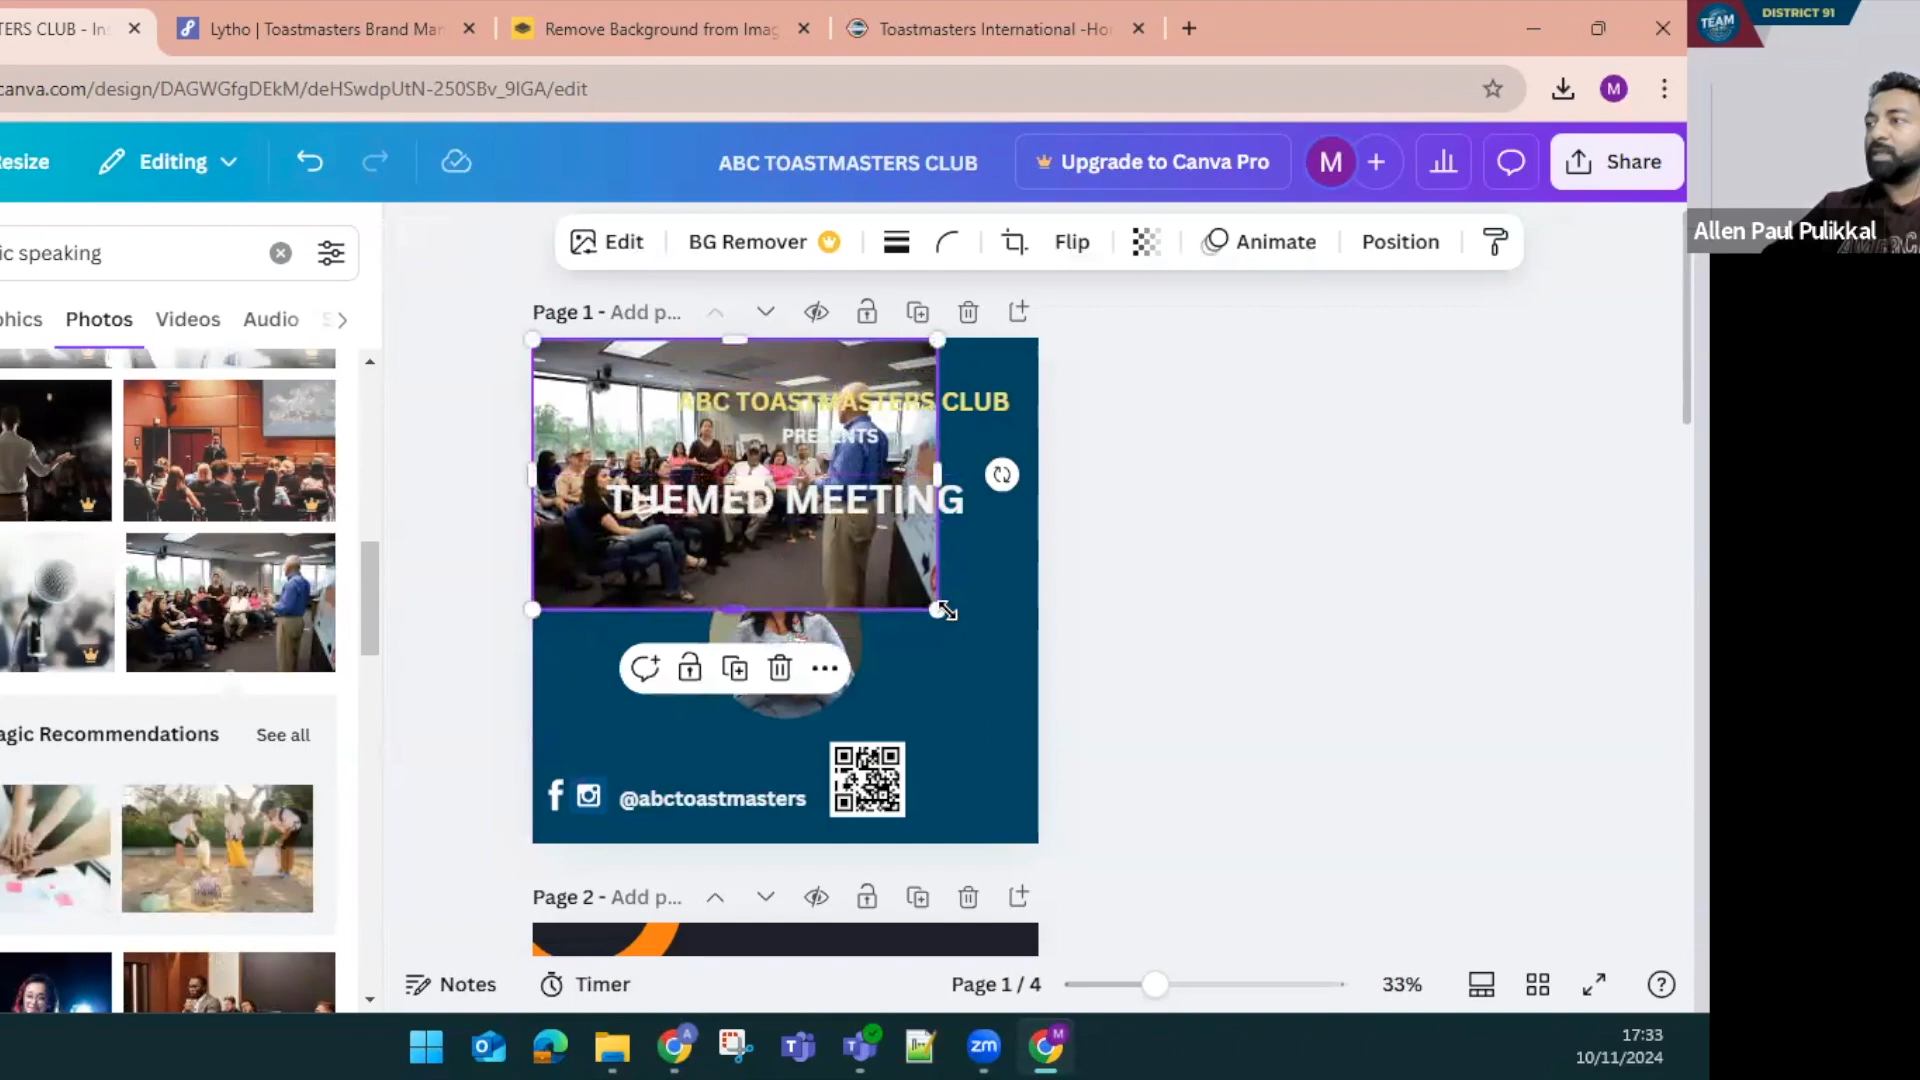 TERS CLUB - Ins
Lytho | Toastmasters Brand Man
Remove Background from Imag
Toastmasters International -Ho
TEAM
DISTRICT 91
canva.com/design/DAGWGfgDEkM/deHSwdpUtN-250SBv_9lGA/edit
M
esize
Editing
ABC TOASTMASTERS CLUB
Upgrade to Canva Pro
M
Share
Allen Paul Pulikkal
ic speaking
Edit
BG Remover
Flip
Animate
Position
phics
Photos
Videos
Audio
S
Page 1 - Add p...
ABC TOASTMASTERS CLUB
PRESENTS
THEMED MEETING
agic Recommendations
See all
@abctoastmasters
Page 2 - Add p...
Notes
Timer
Page 1 / 4
33%
17:33
10/11/2024